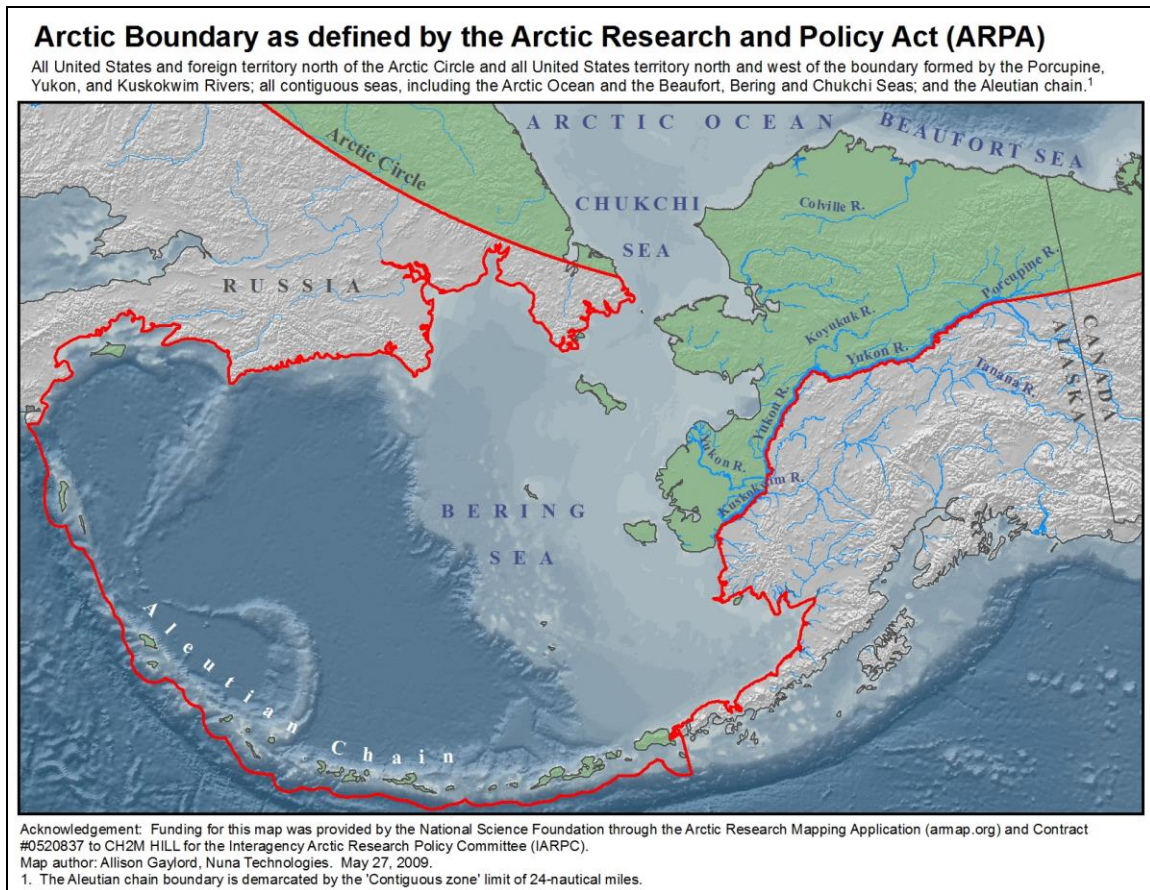 Arctic Boundary as defined by the Arctic Research and Policy Act (ARPA)
All United States and foreign territory north of the Arctic Circle and all United States territory north and west of the boundary formed by the Porcupine,
Yukon, and Kuskokwim Rivers; all contiguous seas, including the Arctic Ocean and the Beaufort, Bering and Chukchi Seas; and the Aleutian chain.¹
ARCTIC OCEAN
BEAUFORT SEA
Arctic Circle
CHUKCHI
SEA
Colville R.
RUSSIA
Porcupine R.
Koyukuk R.
Yukon R.
ALASKA
CANADA
Tanana R.
Yukon R.
Yukon R.
Kuskokwim R.
BERING
SEA
Aleutian
Chain
Acknowledgement: Funding for this map was provided by the National Science Foundation through the Arctic Research Mapping Application (armap.org) and Contract
#0520837 to CH2M HILL for the Interagency Arctic Research Policy Committee (IARPC).
Map author: Allison Gaylord, Nuna Technologies. May 27, 2009.
1. The Aleutian chain boundary is demarcated by the 'Contiguous zone' limit of 24-nautical miles.